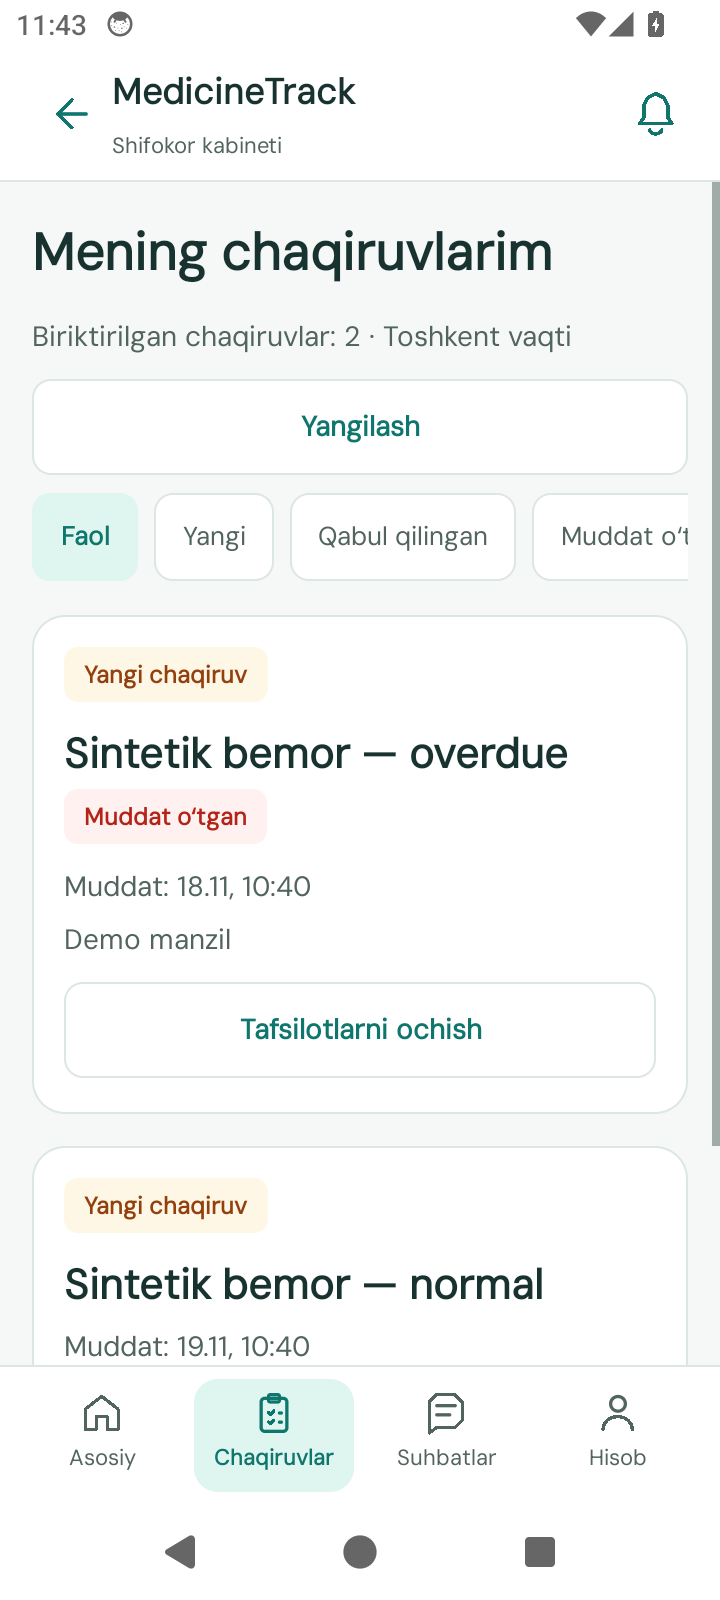 11:43
MedicineTrack
Shifokor kabineti
Mening chaqiruvlarim
Biriktirilgan chaqiruvlar: 2 · Toshkent vaqti
Yangilash
Faol
Yangi
Qabul qilingan
Muddat oʻt
Yangi chaqiruv
Sintetik bemor — overdue
Muddat oʻtgan
Muddat: 18.11, 10:40
Demo manzil
Tafsilotlarni ochish
Yangi chaqiruv
Sintetik bemor — normal
Muddat: 19.11, 10:40
Asosiy
Chaqiruvlar
Suhbatlar
Hisob